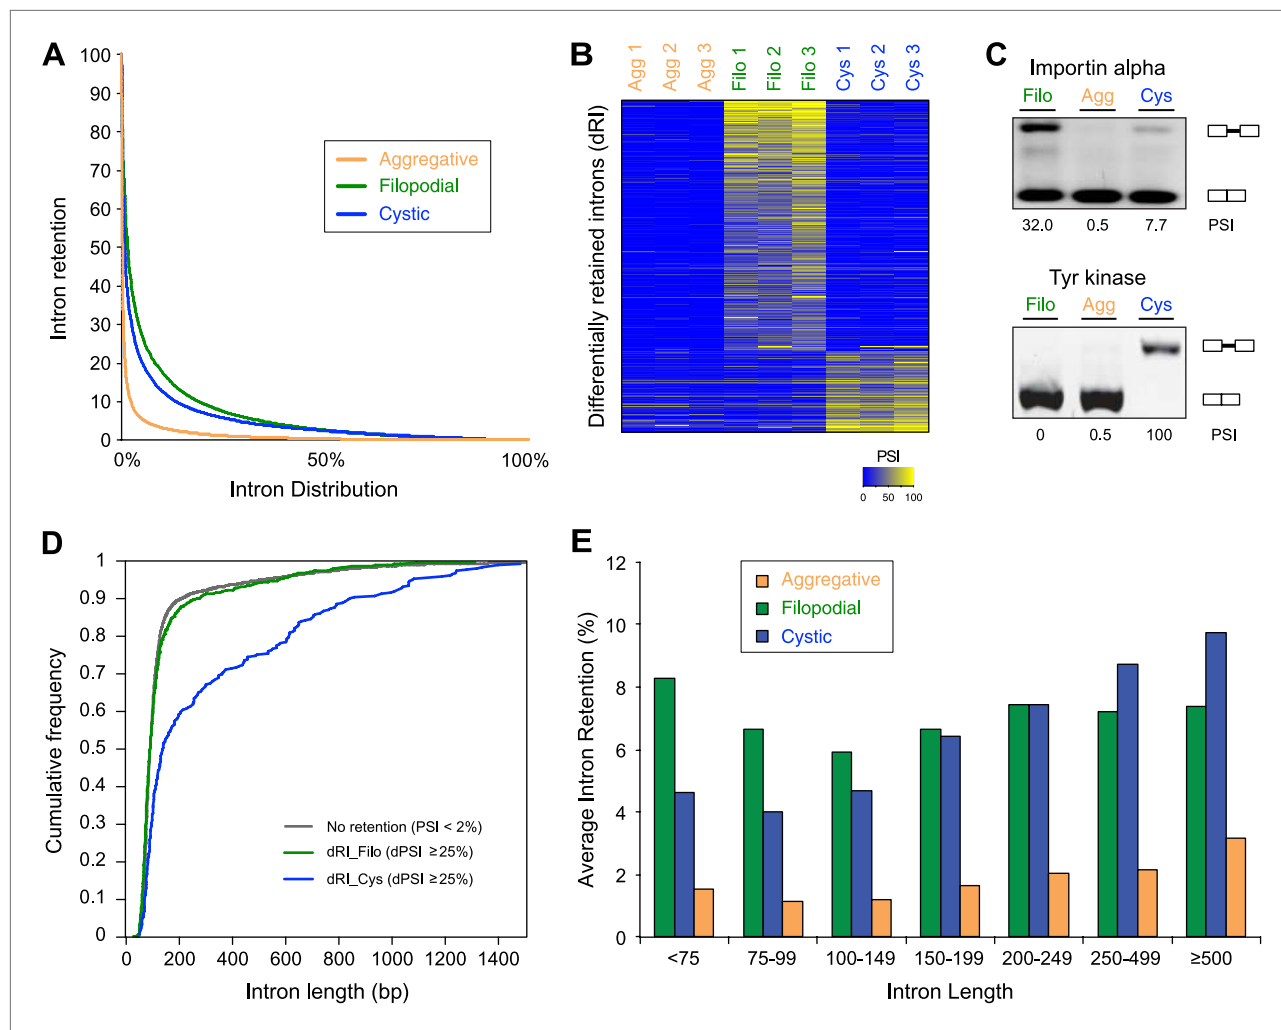 A
100
90
80
70
60
50
40
30
20
10
0
Intron retention
0% 50% 100%
Intron Distribution
Aggregative
Filopodial
Cystic
B
Agg 1 Agg 2 Agg 3 Filo 1 Filo 2 Filo 3 Cys 1 Cys 2 Cys 3
Differentially retained introns (dRI)
PSI
0 50 100
C
Importin alpha
Filo Agg Cys
32.0 0.5 7.7 PSI
Tyr kinase
Filo Agg Cys
0 0.5 100 PSI
D
1
0.9
0.8
0.7
0.6
0.5
0.4
0.3
0.2
0.1
0
Cumulative frequency
No retention (PSI < 2%)
dRI_Filo (dPSI ≥25%)
dRI_Cys (dPSI ≥25%)
0 200 400 600 800 1000 1200 1400
Intron length (bp)
E
12
10
8
6
4
2
0
Average Intron Retention (%)
Aggregative
Filopodial
Cystic
<75 75-99 100-149 150-199 200-249 250-499 ≥500
Intron Length